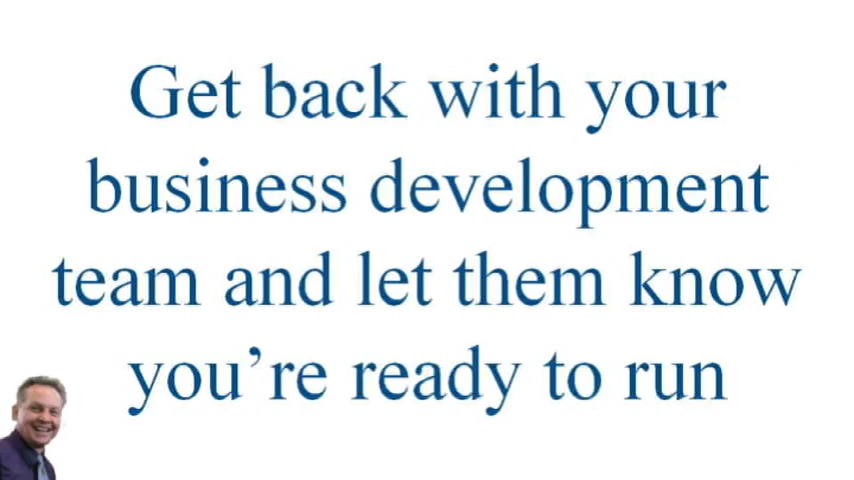 Get back with your
business development
team and let them know
you’re ready to run